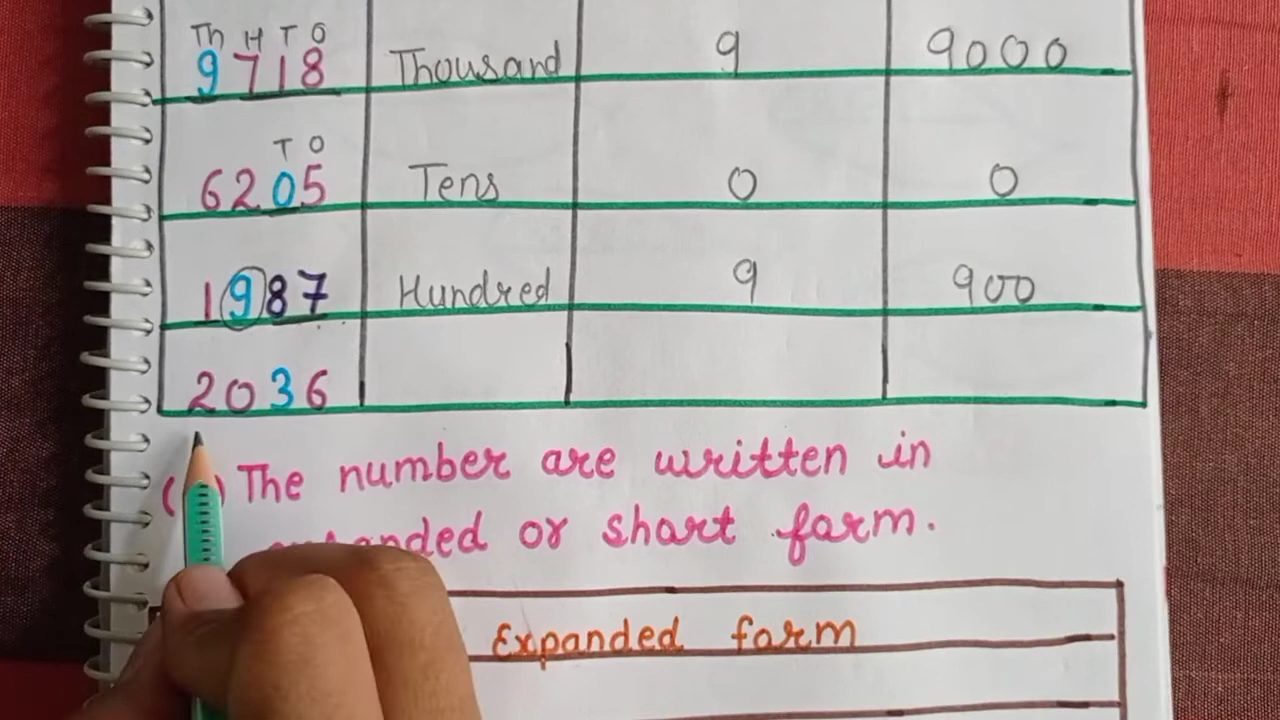 Th H T O
9718 Thousand 9 9000
T O
6205 Tens 0 0
1987 Hundred 9 900
2036
The number are written in
or shart farm.
Expanded farm